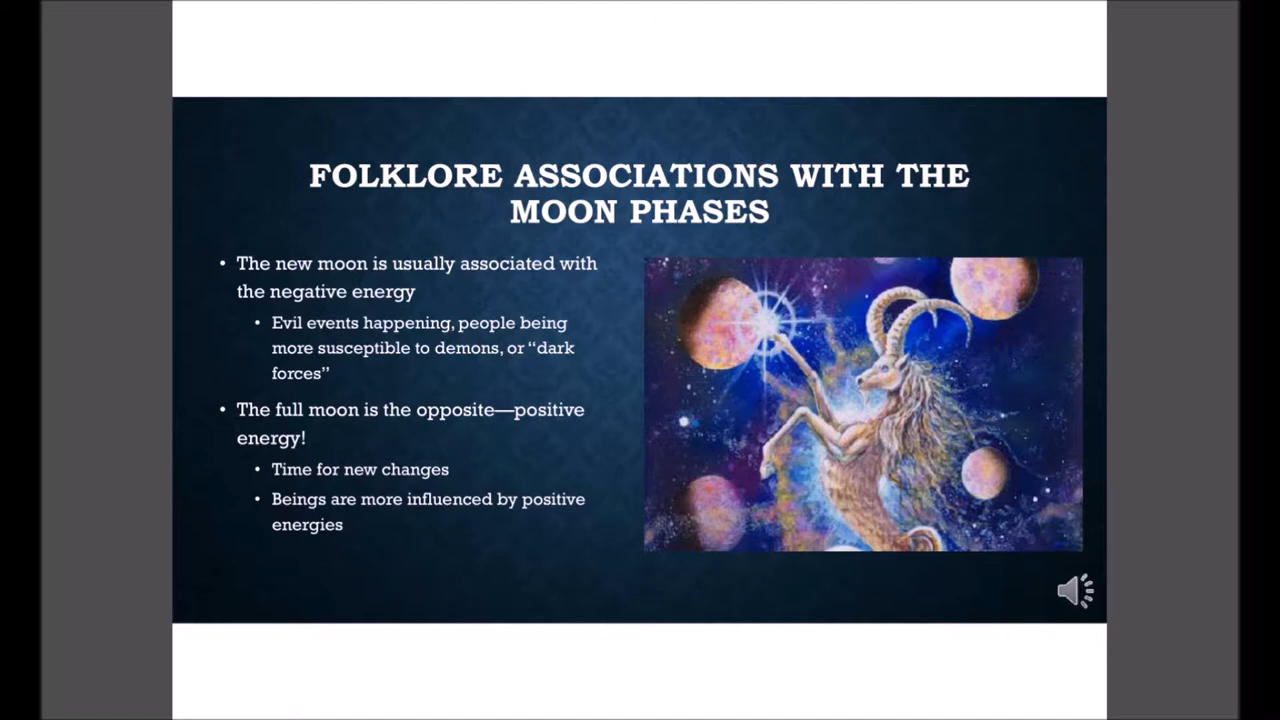 FOLKLORE ASSOCIATIONS WITH THE
MOON PHASES
• The new moon is usually associated with
the negative energy
• Evil events happening, people being
more susceptible to demons, or “dark
forces”
• The full moon is the opposite—positive
energy!
• Time for new changes
• Beings are more influenced by positive
energies